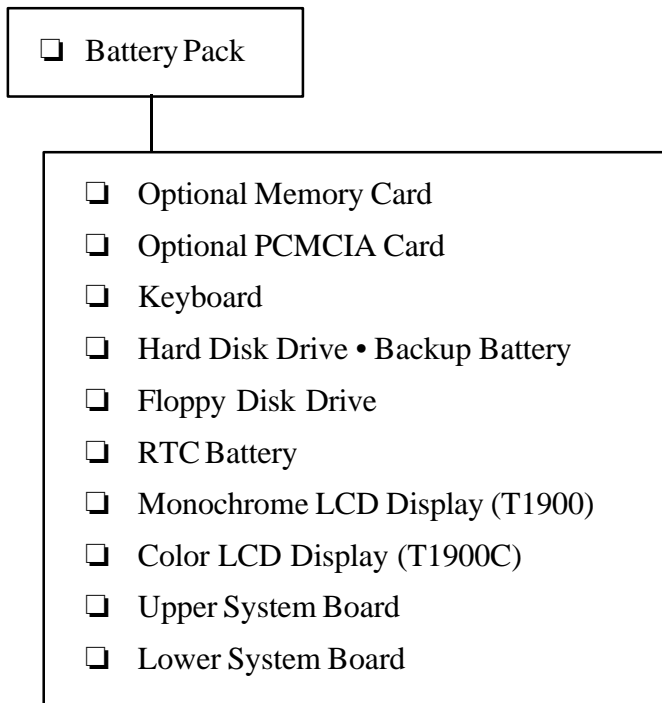 ❏ Battery Pack
❏ Optional Memory Card
❏ Optional PCMCIA Card
❏ Keyboard
❏ Hard Disk Drive • Backup Battery
❏ Floppy Disk Drive
❏ RTC Battery
❏ Monochrome LCD Display (T1900)
❏ Color LCD Display (T1900C)
❏ Upper System Board
❏ Lower System Board